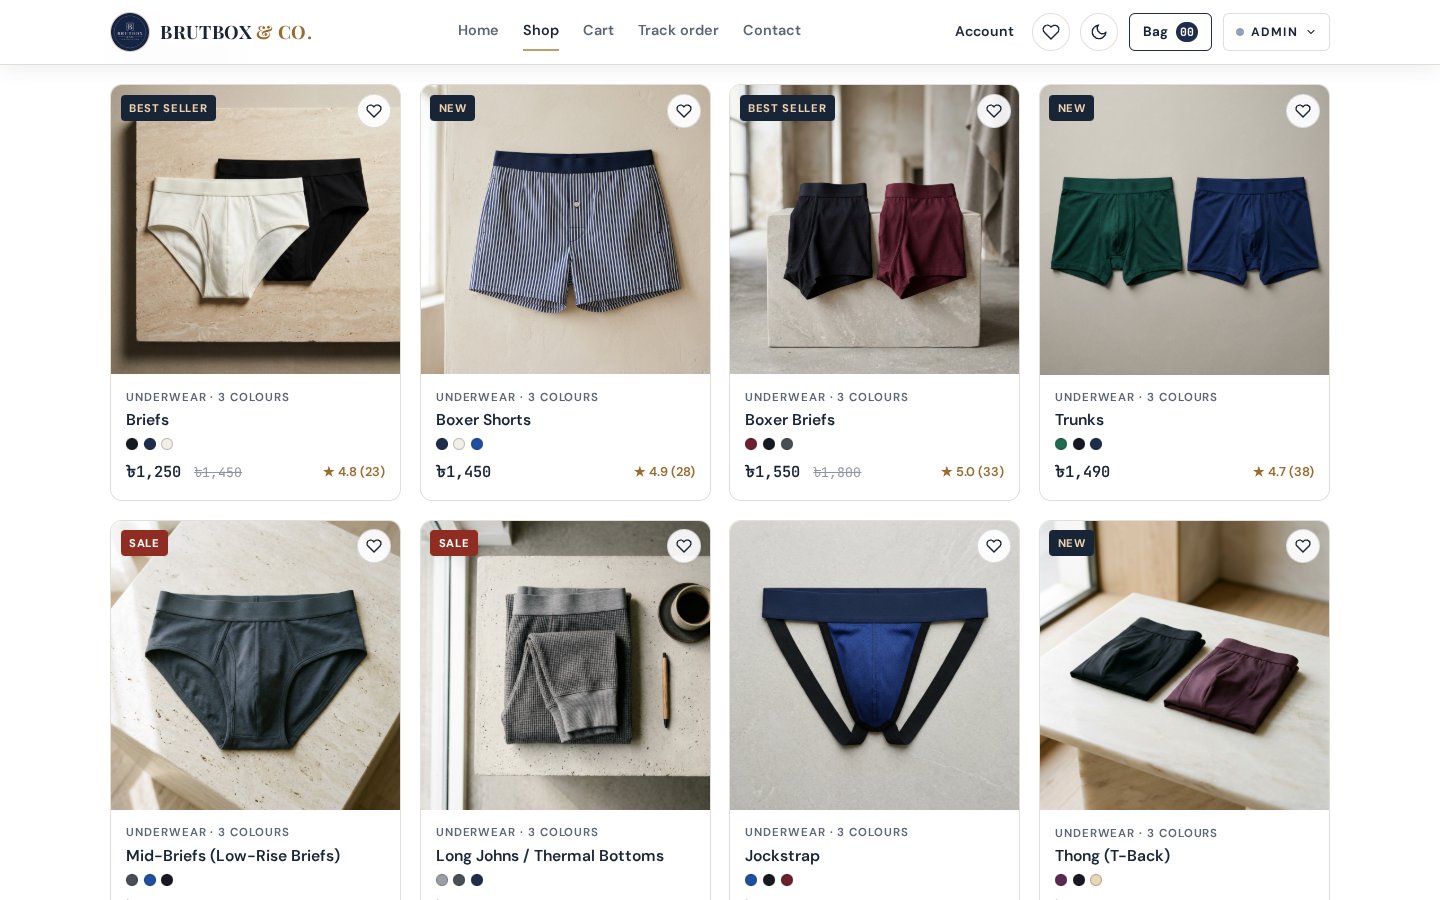 BRUTBOX & CO.
Home
Shop
Cart
Track order
Contact
Account
Bag 00
ADMIN
BEST SELLER
NEW
BEST SELLER
NEW
UNDERWEAR · 3 COLOURS
Briefs
৳1,250 ৳1,450 ★ 4.8 (23)
UNDERWEAR · 3 COLOURS
Boxer Shorts
৳1,450 ★ 4.9 (28)
UNDERWEAR · 3 COLOURS
Boxer Briefs
৳1,550 ৳1,800 ★ 5.0 (33)
UNDERWEAR · 3 COLOURS
Trunks
৳1,490 ★ 4.7 (38)
SALE
SALE
NEW
UNDERWEAR · 3 COLOURS
Mid-Briefs (Low-Rise Briefs)
UNDERWEAR · 3 COLOURS
Long Johns / Thermal Bottoms
UNDERWEAR · 3 COLOURS
Jockstrap
UNDERWEAR · 3 COLOURS
Thong (T-Back)